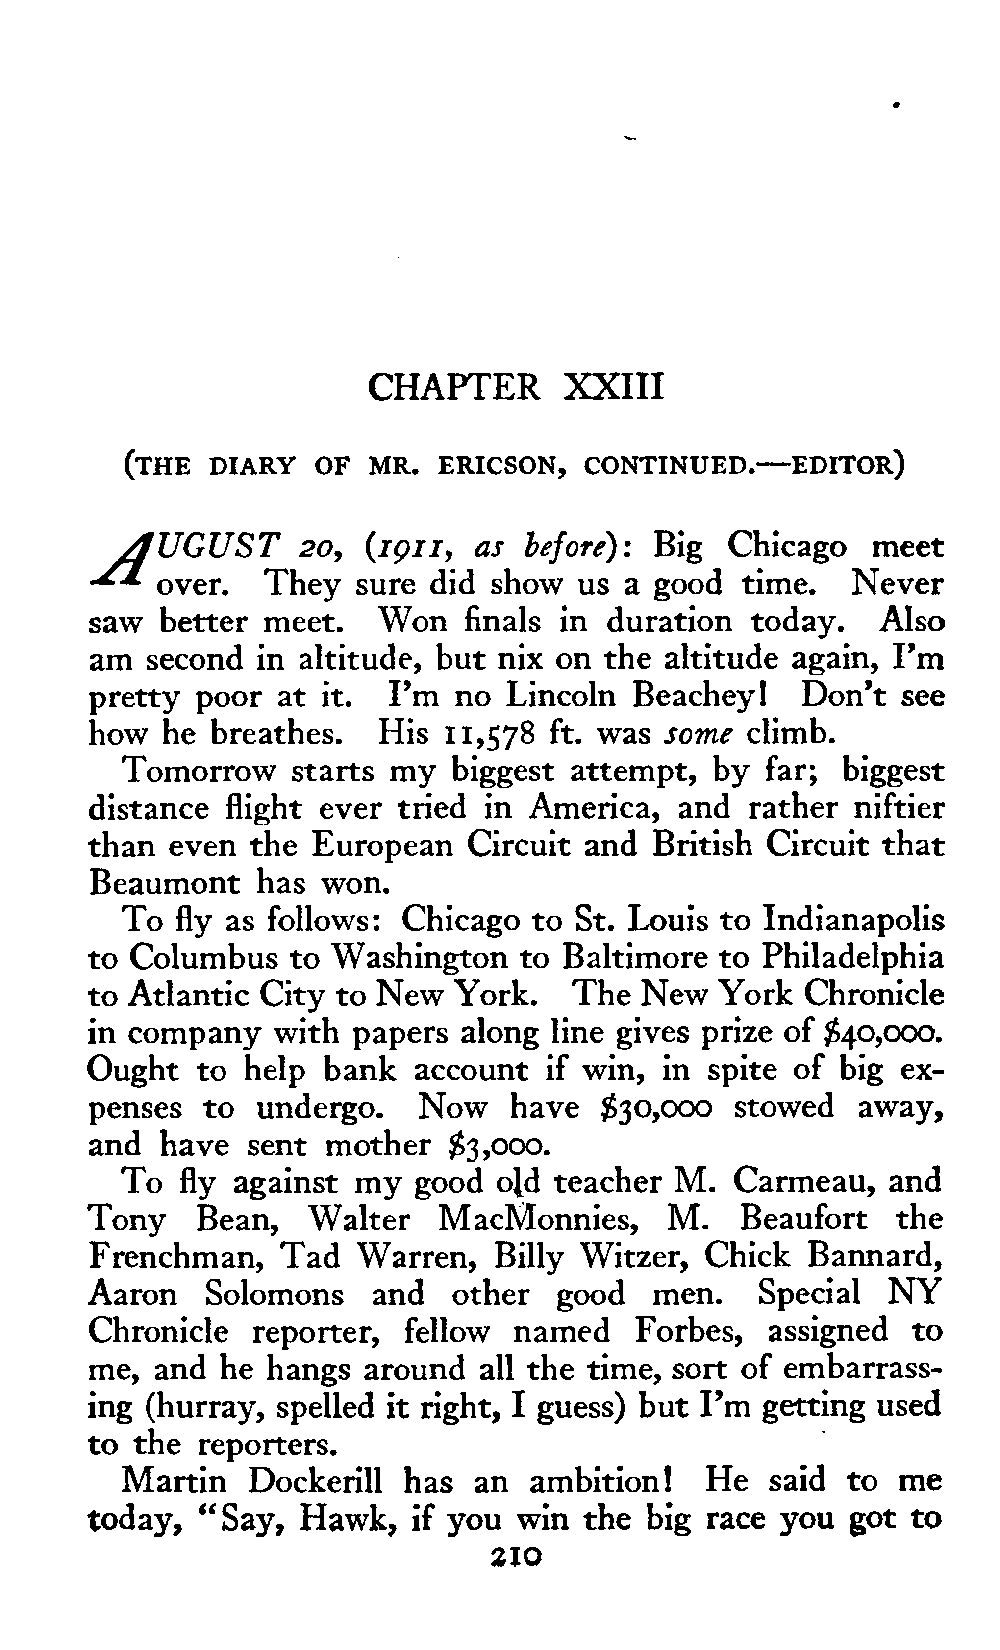 CHAPTER XXIII
(THE DIARY OF MR. ERICSON, CONTINUED.—EDITOR)
AUGUST 20, (1911, as before): Big Chicago meet
over. They sure did show us a good time. Never
saw better meet. Won finals in duration today. Also
am second in altitude, but nix on the altitude again, I'm
pretty poor at it. I'm no Lincoln Beachey! Don't see
how he breathes. His 11,578 ft. was some climb.
Tomorrow starts my biggest attempt, by far; biggest
distance flight ever tried in America, and rather niftier
than even the European Circuit and British Circuit that
Beaumont has won.
To fly as follows: Chicago to St. Louis to Indianapolis
to Columbus to Washington to Baltimore to Philadelphia
to Atlantic City to New York. The New York Chronicle
in company with papers along line gives prize of $40,000.
Ought to help bank account if win, in spite of big ex-
penses to undergo. Now have $30,000 stowed away,
and have sent mother $3,000.
To fly against my good old teacher M. Carmeau, and
Tony Bean, Walter MacMonnies, M. Beaufort the
Frenchman, Tad Warren, Billy Witzer, Chick Bannard,
Aaron Solomons and other good men. Special NY
Chronicle reporter, fellow named Forbes, assigned to
me, and he hangs around all the time, sort of embarrass-
ing (hurray, spelled it right, I guess) but I'm getting used
to the reporters.
Martin Dockerill has an ambition! He said to me
today, "Say, Hawk, if you win the big race you got to
210